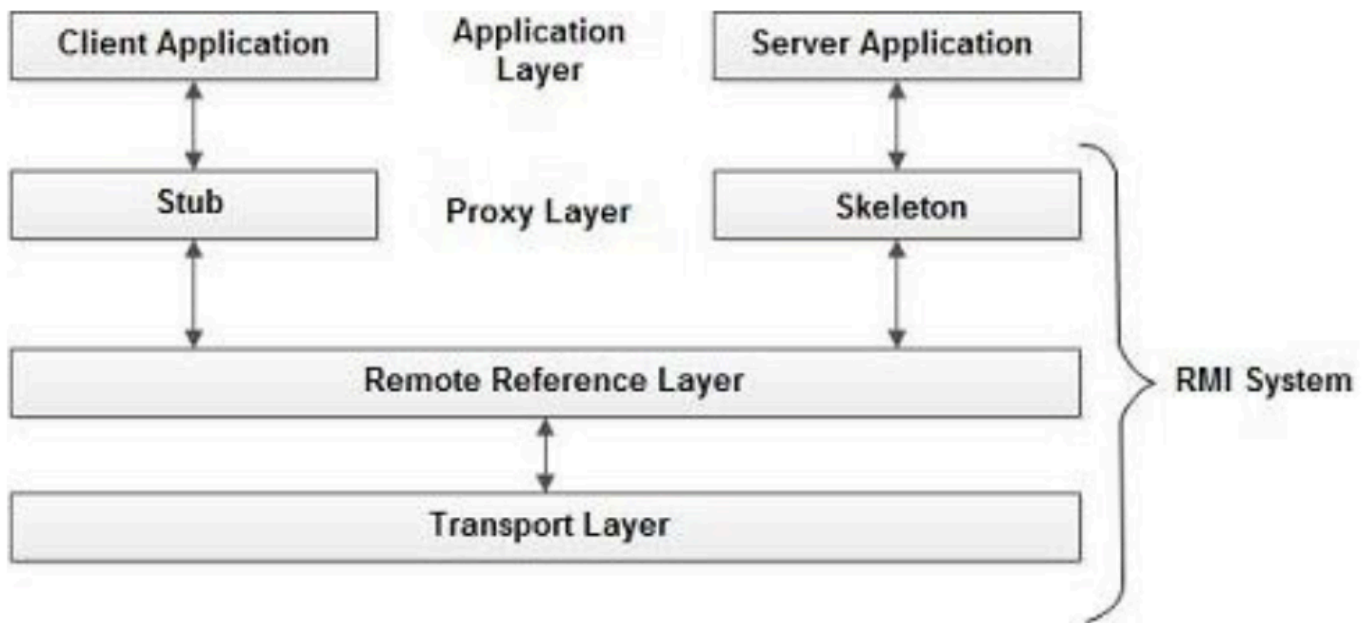 Client Application
Application
Layer
Server Application
Stub
Proxy Layer
Skeleton
Remote Reference Layer
RMI System
Transport Layer